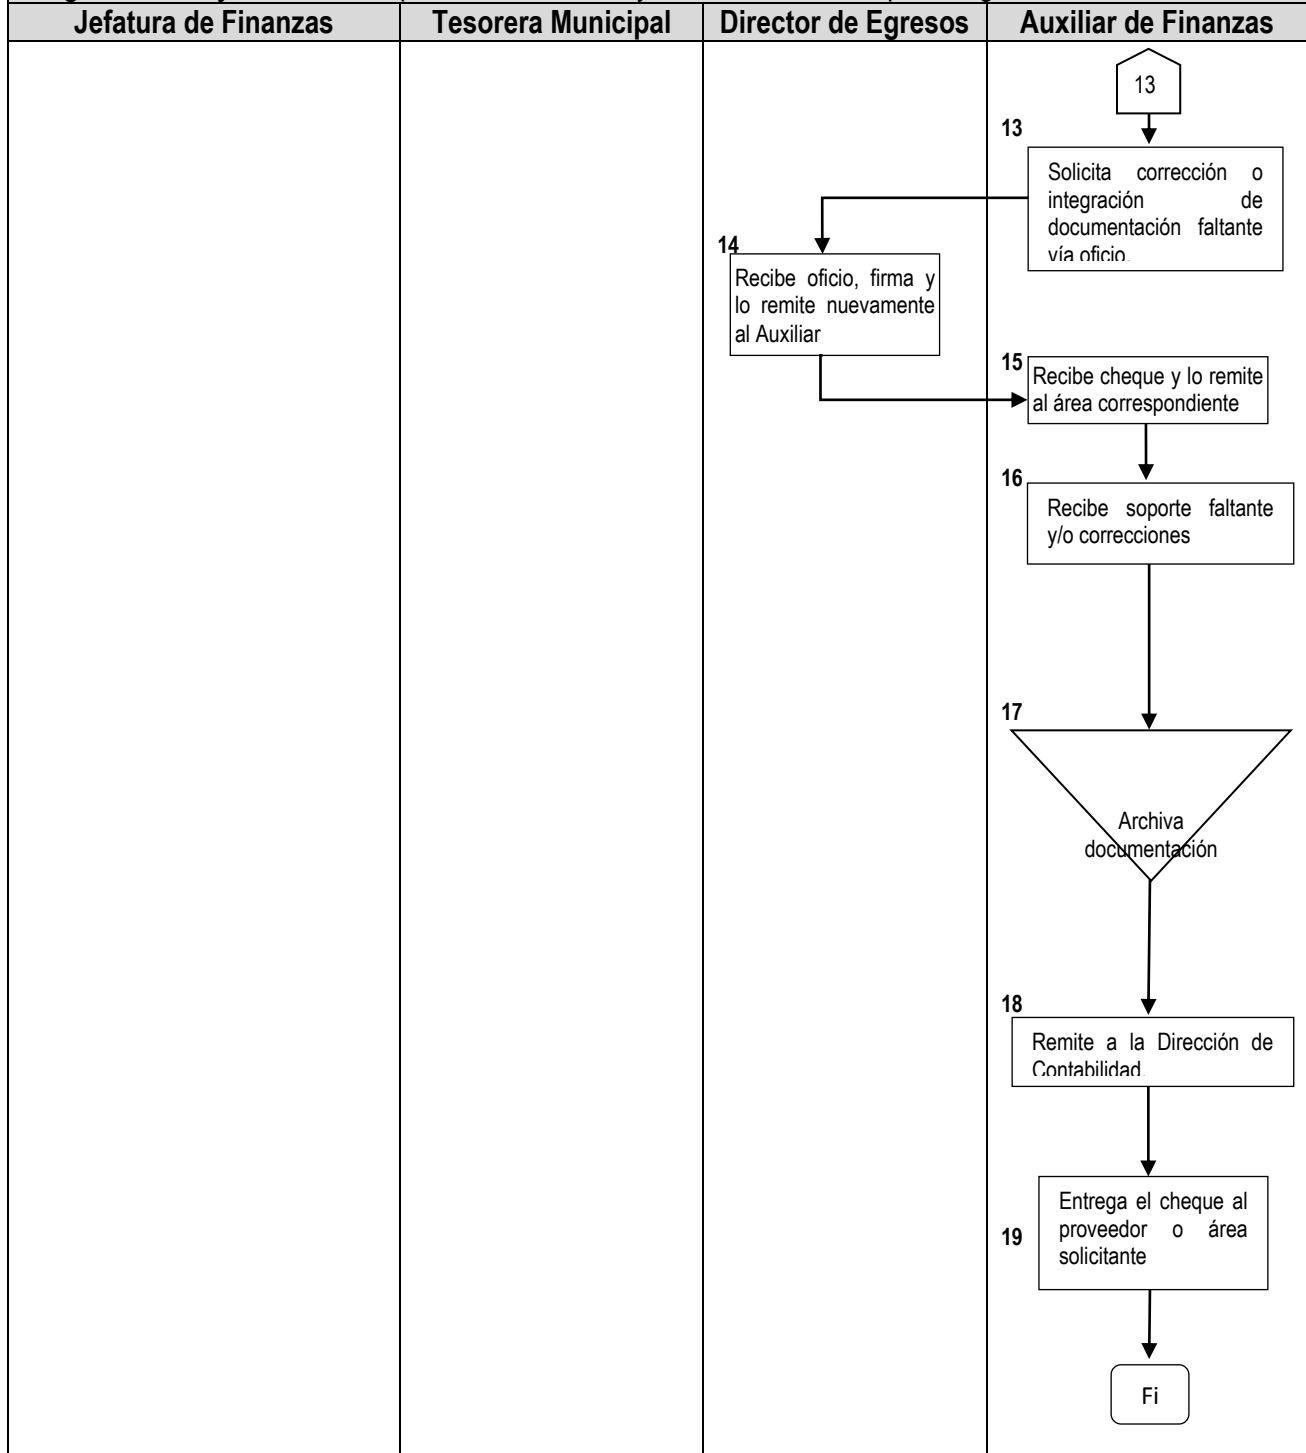 Jefatura de Finanzas
Tesorera Municipal
Director de Egresos
Auxiliar de Finanzas
13
13
Solicita corrección o
integración de
documentación faltante
vía oficio.
14
Recibe oficio, firma y
lo remite nuevamente
al Auxiliar
15
Recibe cheque y lo remite
al área correspondiente
16
Recibe soporte faltante
y/o correcciones
17
Archiva
documentación
18
Remite a la Dirección de
Contabilidad.
19
Entrega el cheque al
proveedor o área
solicitante
Fi